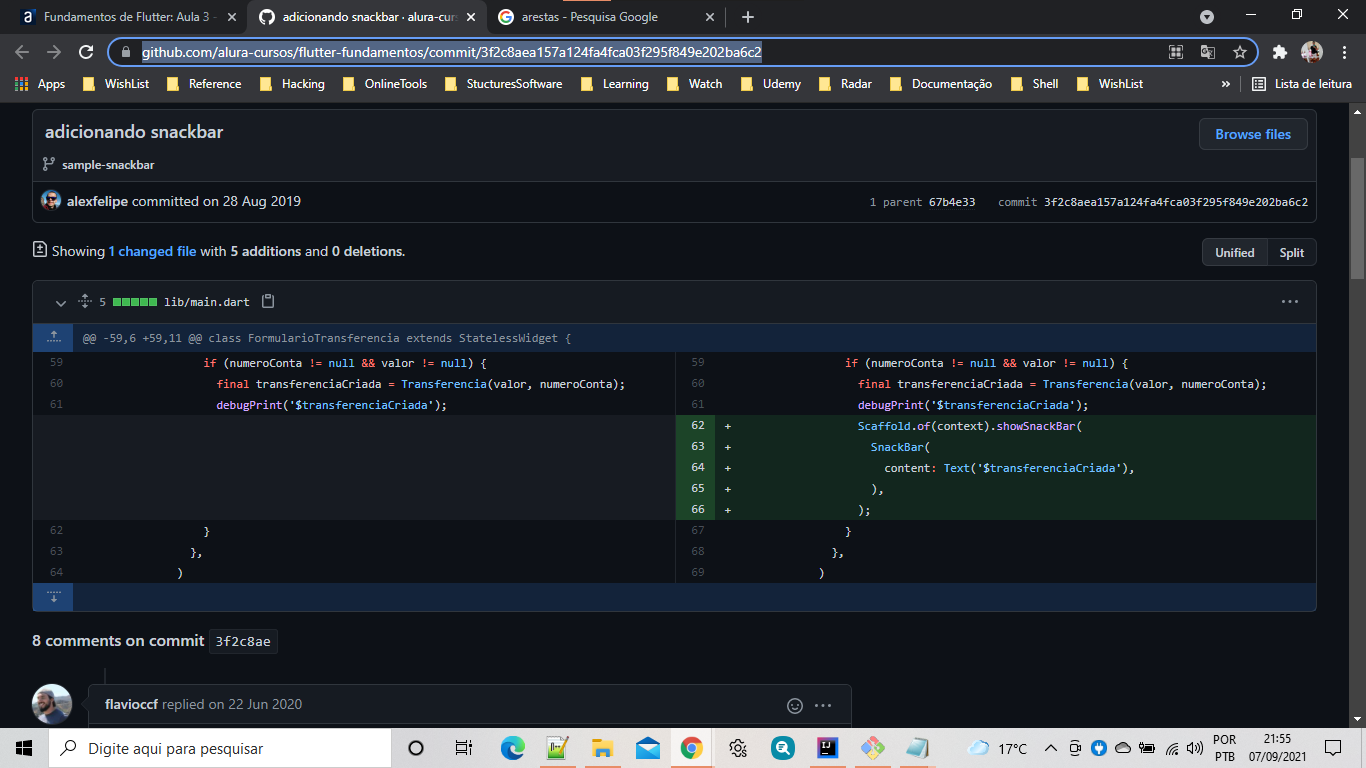 Fundamentos de Flutter: Aula 3 -
adicionando snackbar · alura-curs
arestas - Pesquisa Google
github.com/alura-cursos/flutter-fundamentos/commit/3f2c8aea157a124fa4fca03f295f849e202ba6c2
Apps WishList Reference Hacking OnlineTools StucturesSoftware Learning Watch Udemy Radar Documentação Shell WishList » Lista de leitura
adicionando snackbar
Browse files
sample-snackbar
alexfelipe committed on 28 Aug 2019
1 parent 67b4e33 commit 3f2c8aea157a124fa4fca03f295f849e202ba6c2
Showing 1 changed file with 5 additions and 0 deletions.
Unified Split
5 lib/main.dart
@@ -59,6 +59,11 @@ class FormularioTransferencia extends StatelessWidget {
59 if (numeroConta != null && valor != null) { 59 if (numeroConta != null && valor != null) {
60 final transferenciaCriada = Transferencia(valor, numeroConta); 60 final transferenciaCriada = Transferencia(valor, numeroConta);
61 debugPrint('$transferenciaCriada'); 61 debugPrint('$transferenciaCriada');
62 + Scaffold.of(context).showSnackBar(
63 + SnackBar(
64 + content: Text('$transferenciaCriada'),
65 + ),
66 + );
62 } 67 }
63 }, 68 },
64 ) 69 )
8 comments on commit 3f2c8ae
flavioccf replied on 22 Jun 2020
Digite aqui para pesquisar
17°C
POR
PTB
21:55
07/09/2021